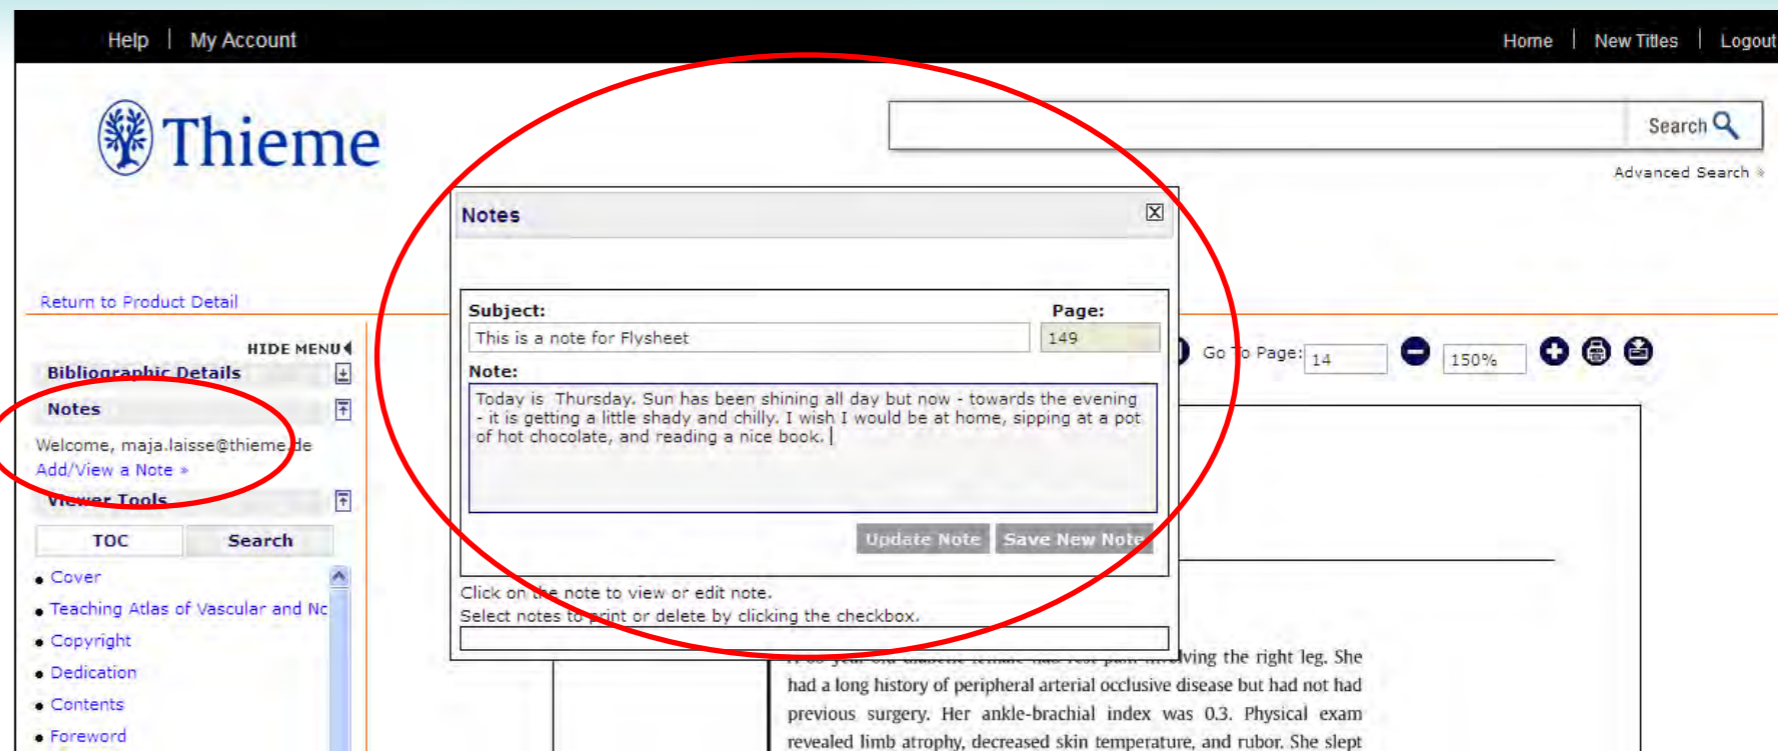 Help | My Account
Home | New Titles | Logout
Thieme
Search
Advanced Search »
Notes
Return to Product Detail
Subject:
Page:
This is a note for Flysheet
149
Note:
Today is Thursday. Sun has been shining all day but now - towards the evening
- it is getting a little shady and chilly. I wish I would be at home, sipping at a pot
of hot chocolate, and reading a nice book.
Update Note
Save New Note
Click on the note to view or edit note.
Select notes to print or delete by clicking the checkbox.
HIDE MENU
Bibliographic Details
Notes
Welcome, maja.laisse@thieme.de
Add/View a Note »
Viewer Tools
TOC
Search
Cover
Teaching Atlas of Vascular and
Copyright
Dedication
Contents
Foreword
Go To Page: 14
150%
the right leg. She
had a long history of peripheral arterial occlusive disease but had not had
previous surgery. Her ankle-brachial index was 0.3. Physical exam
revealed limb atrophy, decreased skin temperature, and rubor. She slept